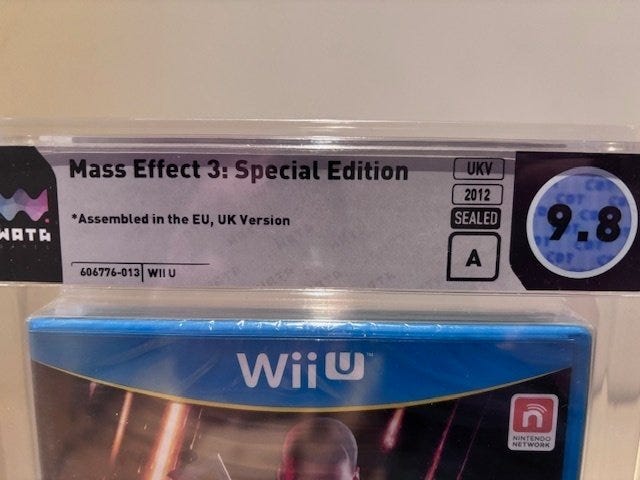 Mass Effect 3: Special Edition
*Assembled in the EU, UK Version
606776-013 WII U
WATA
UKV
2012
SEALED
A
9.8
WiiU™
NINTENDO
NETWORK